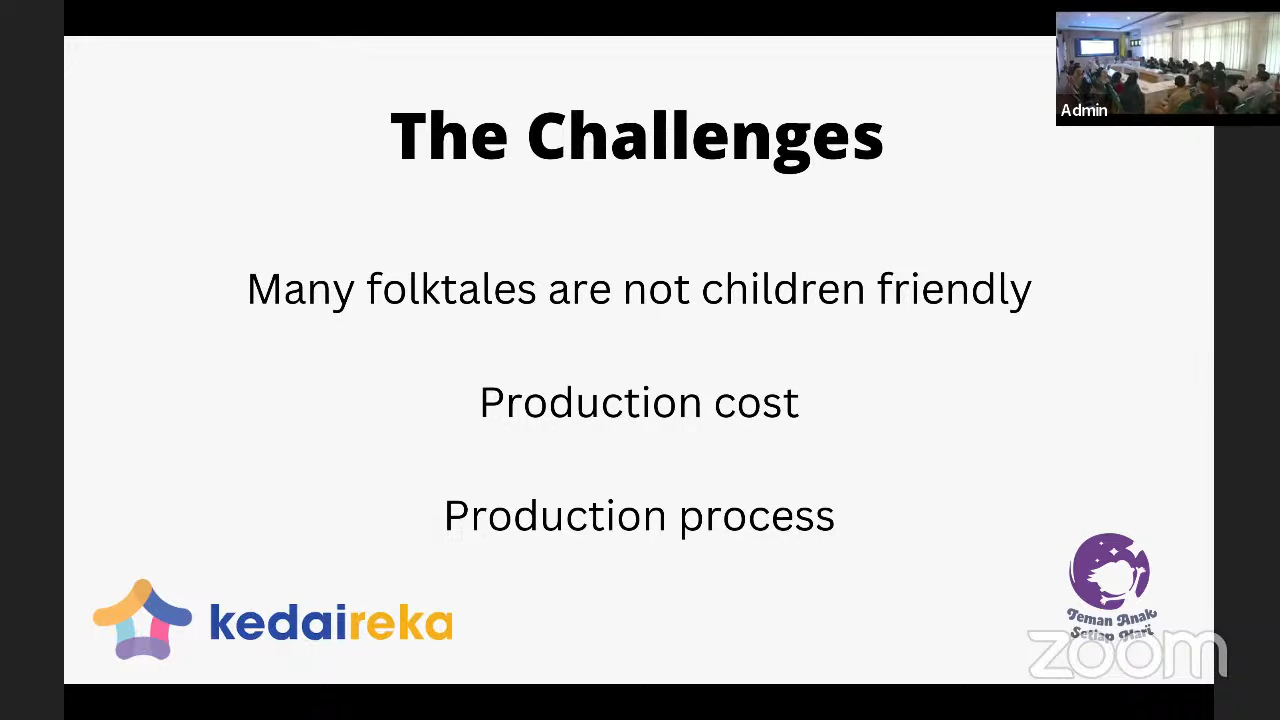 The Challenges
Admin
Many folktales are not children friendly
Production cost
Production process
kedaireka
Teman Anak
Setiap Hari
zoom